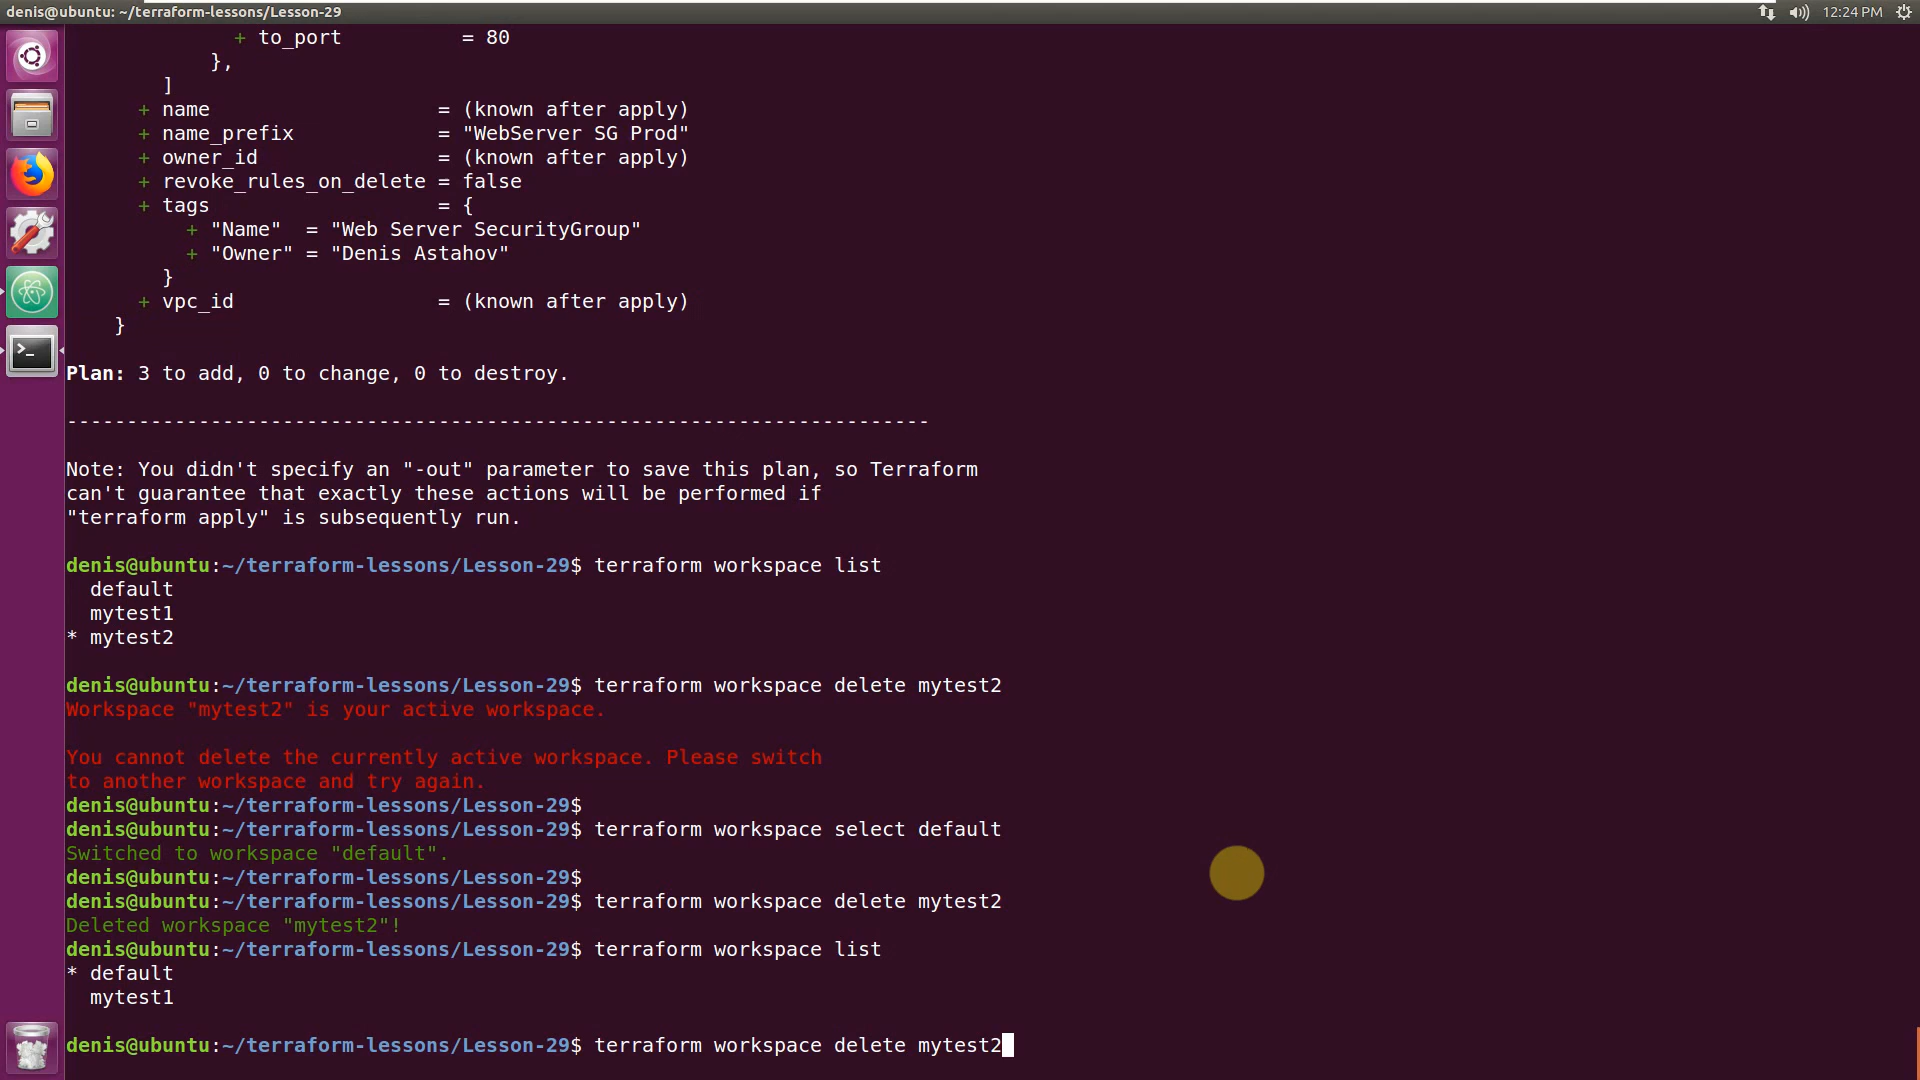 denis@ubuntu: ~/terraform-lessons/Lesson-29
12:24 PM
+ to_port = 80
},
]
+ name = (known after apply)
+ name_prefix = "WebServer SG Prod"
+ owner_id = (known after apply)
+ revoke_rules_on_delete = false
+ tags = {
+ "Name" = "Web Server SecurityGroup"
+ "Owner" = "Denis Astahov"
}
+ vpc_id = (known after apply)
}
Plan: 3 to add, 0 to change, 0 to destroy.
------------------------------------------------------------------------
Note: You didn't specify an "-out" parameter to save this plan, so Terraform
can't guarantee that exactly these actions will be performed if
"terraform apply" is subsequently run.
denis@ubuntu:~/terraform-lessons/Lesson-29$ terraform workspace list
default
mytest1
* mytest2
denis@ubuntu:~/terraform-lessons/Lesson-29$ terraform workspace delete mytest2
Workspace "mytest2" is your active workspace.
You cannot delete the currently active workspace. Please switch
to another workspace and try again.
denis@ubuntu:~/terraform-lessons/Lesson-29$
denis@ubuntu:~/terraform-lessons/Lesson-29$ terraform workspace select default
Switched to workspace "default".
denis@ubuntu:~/terraform-lessons/Lesson-29$
denis@ubuntu:~/terraform-lessons/Lesson-29$ terraform workspace delete mytest2
Deleted workspace "mytest2"!
denis@ubuntu:~/terraform-lessons/Lesson-29$ terraform workspace list
* default
mytest1
denis@ubuntu:~/terraform-lessons/Lesson-29$ terraform workspace delete mytest2